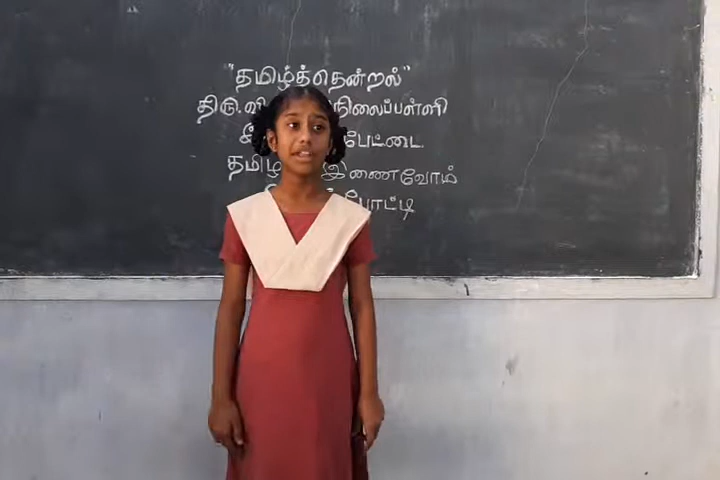 "தமிழ்த்தென்றல்"
திரு.வி. நிலைப்பள்ளி
பேட்டை.
தமிழ இணைவோம்
போட்டி